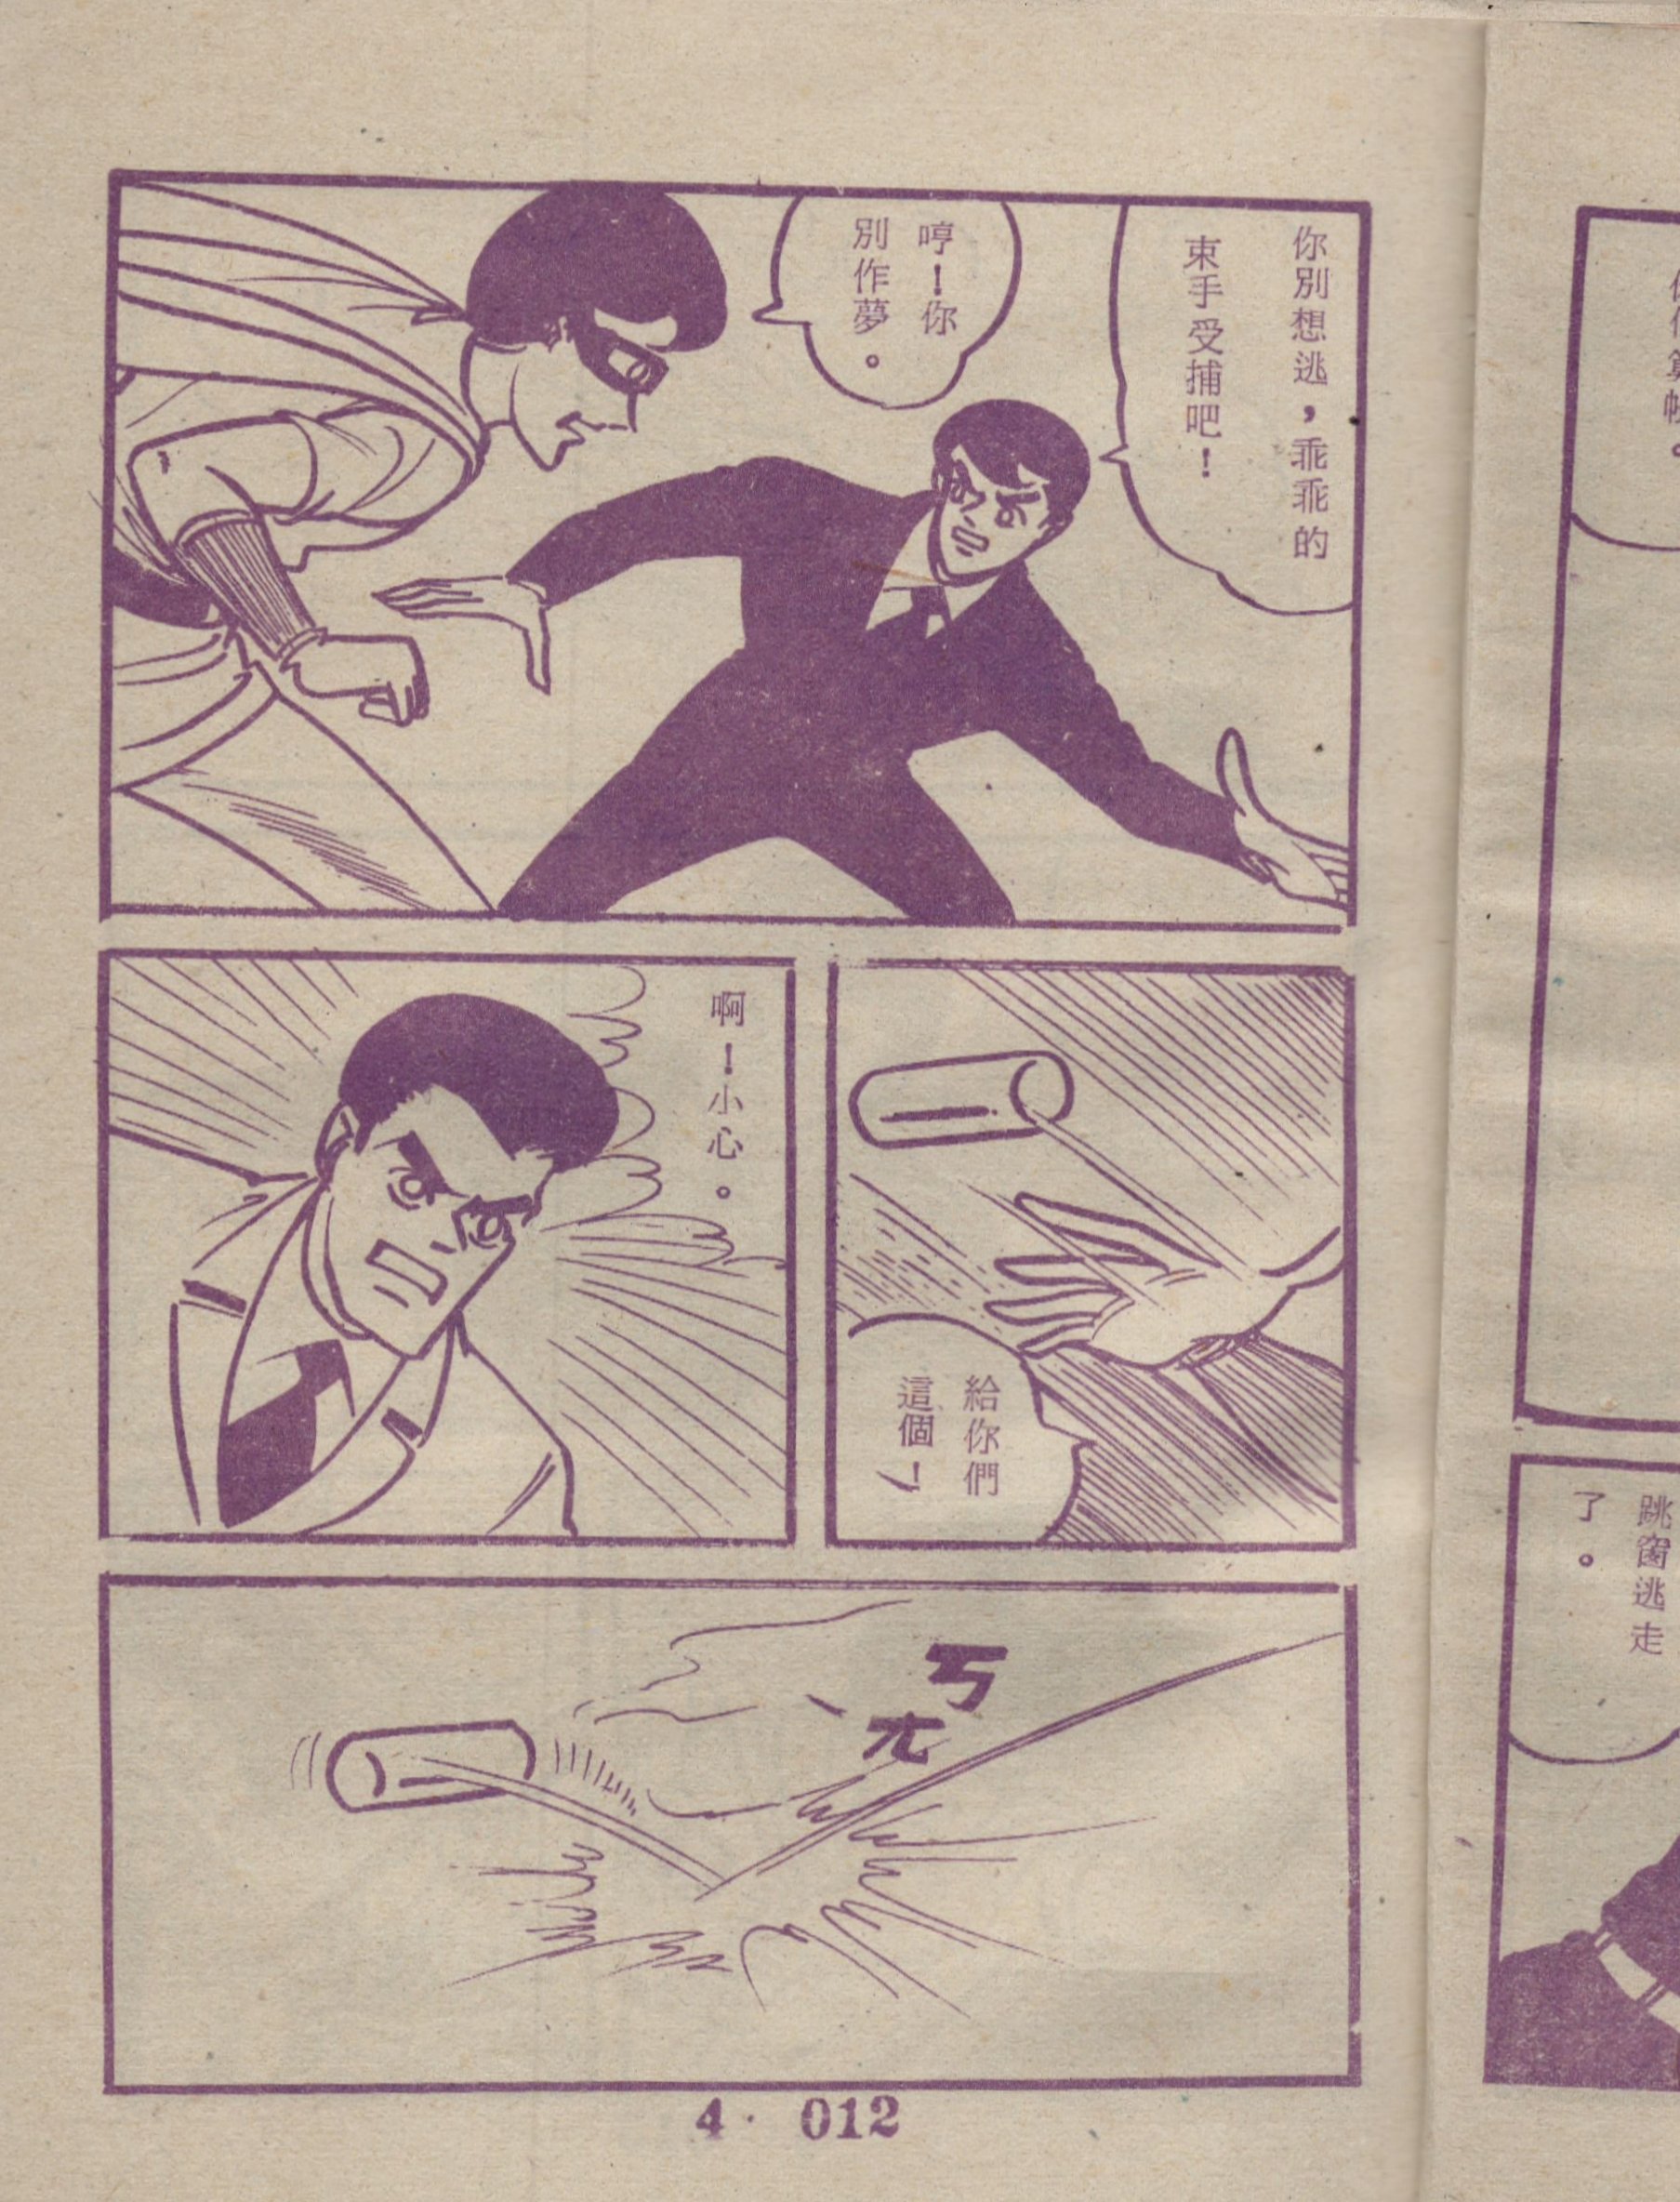 你別想逃，乖乖的
束手受捕吧！
哼！你
別作夢。
給你們
這個！
啊！小心。
ㄎ
ㄤ
4· 012
跳窗逃走
了。